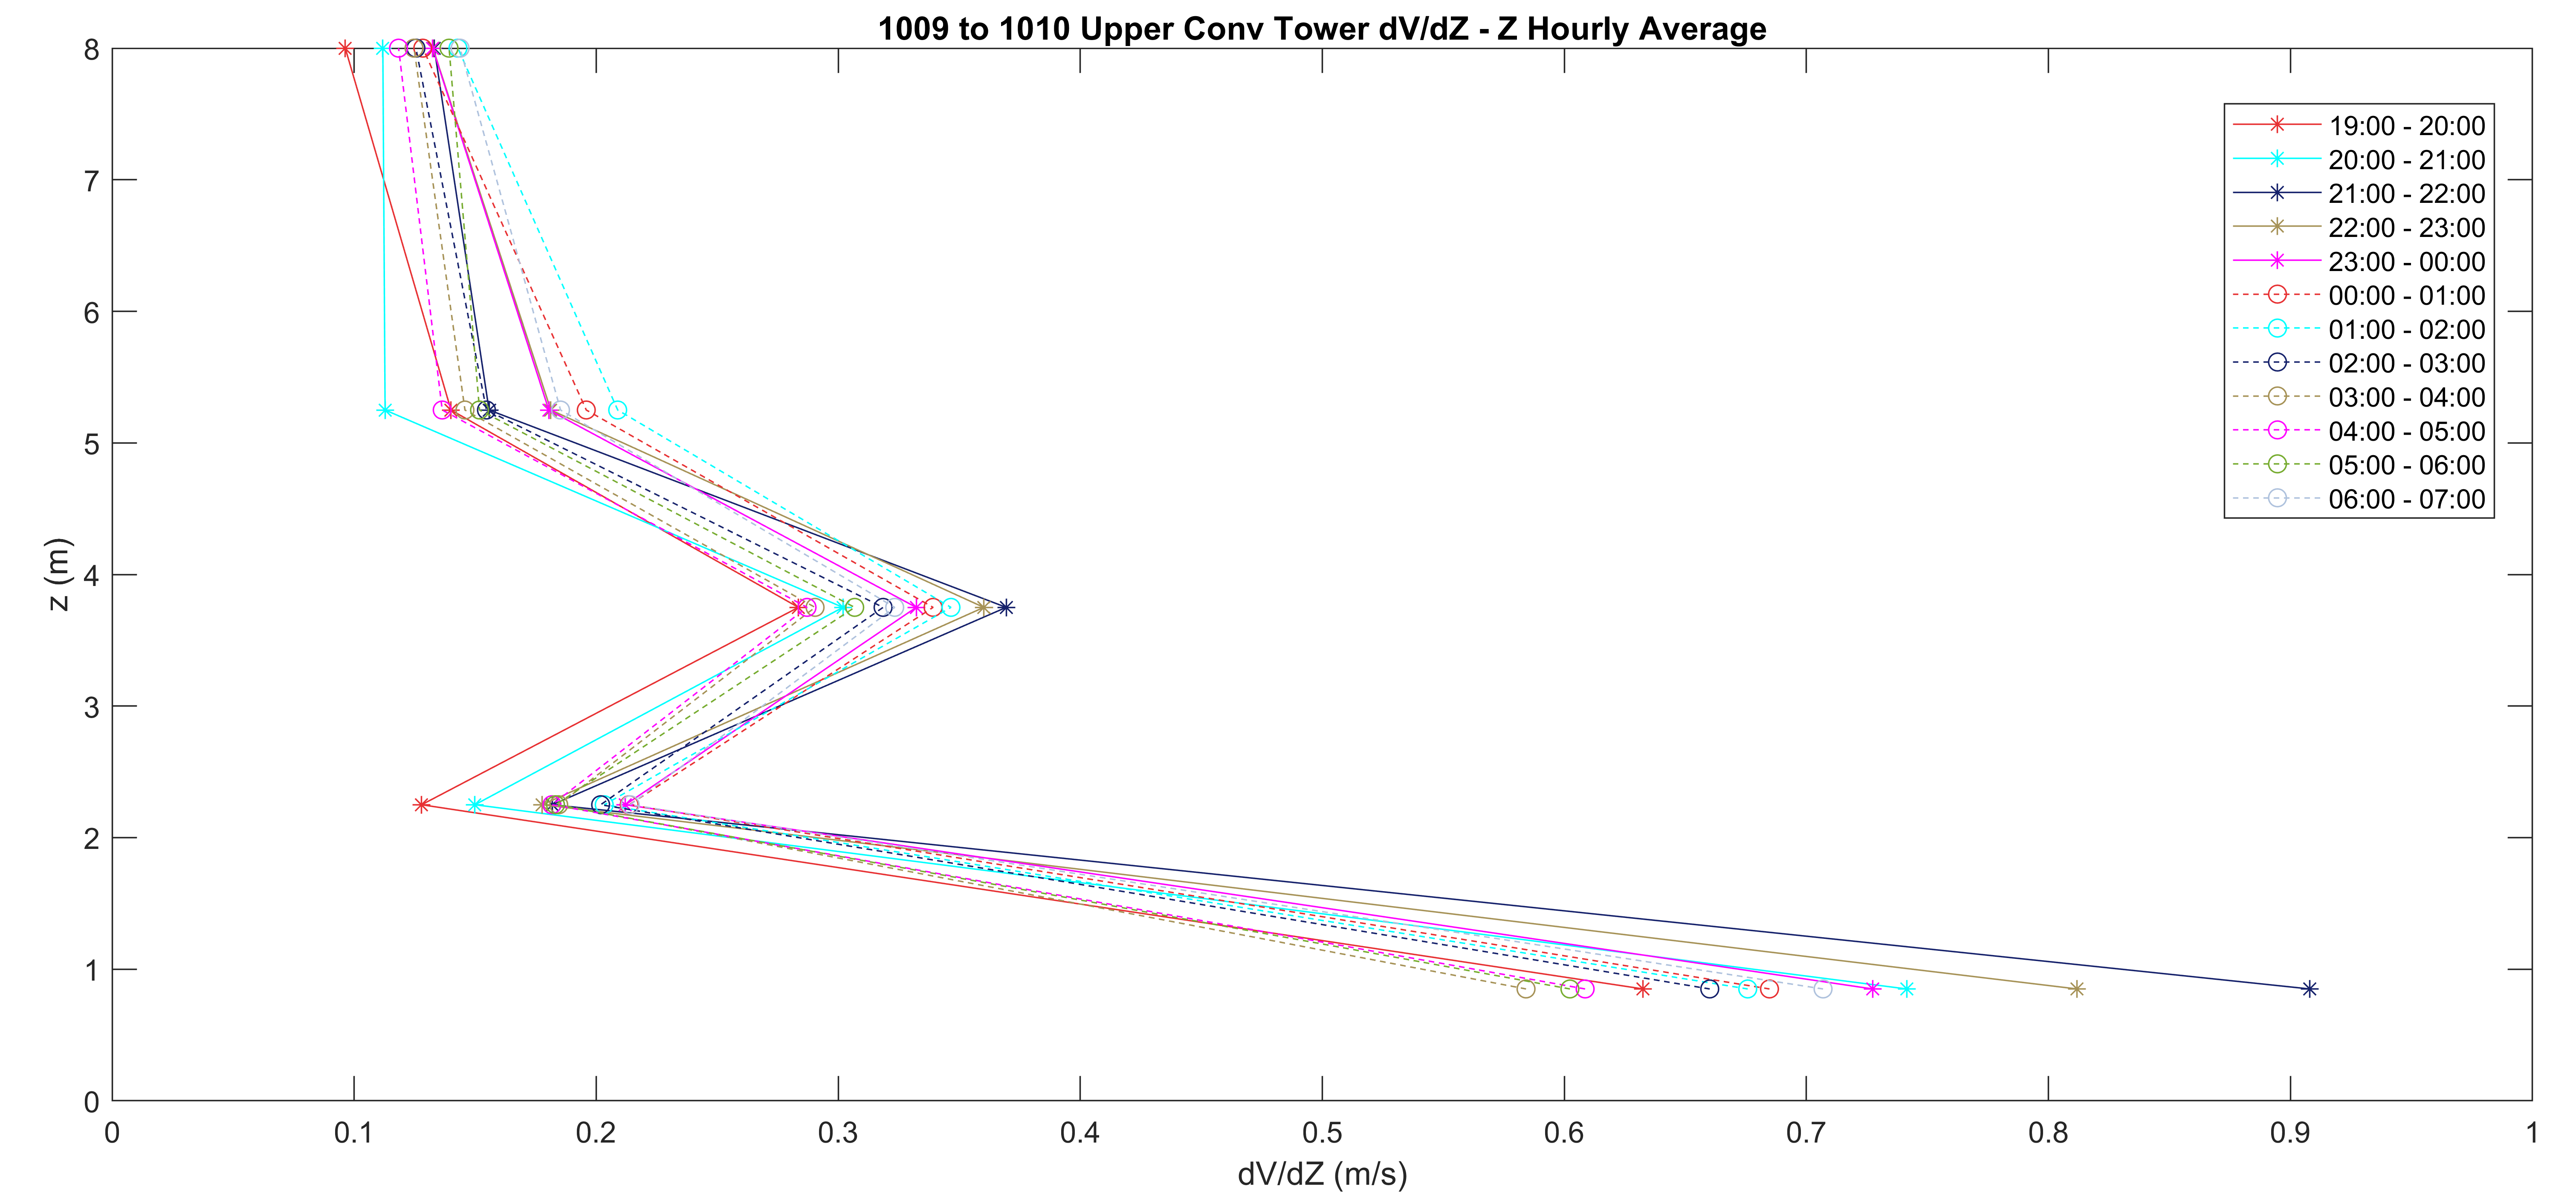 1009 to 1010 Upper Conv Tower dV/dZ - Z Hourly Average
8
7
6
5
4
3
2
1
0
z (m)
19:00 - 20:00
20:00 - 21:00
21:00 - 22:00
22:00 - 23:00
23:00 - 00:00
00:00 - 01:00
01:00 - 02:00
02:00 - 03:00
03:00 - 04:00
04:00 - 05:00
05:00 - 06:00
06:00 - 07:00
0 0.1 0.2 0.3 0.4 0.5 0.6 0.7 0.8 0.9 1
dV/dZ (m/s)